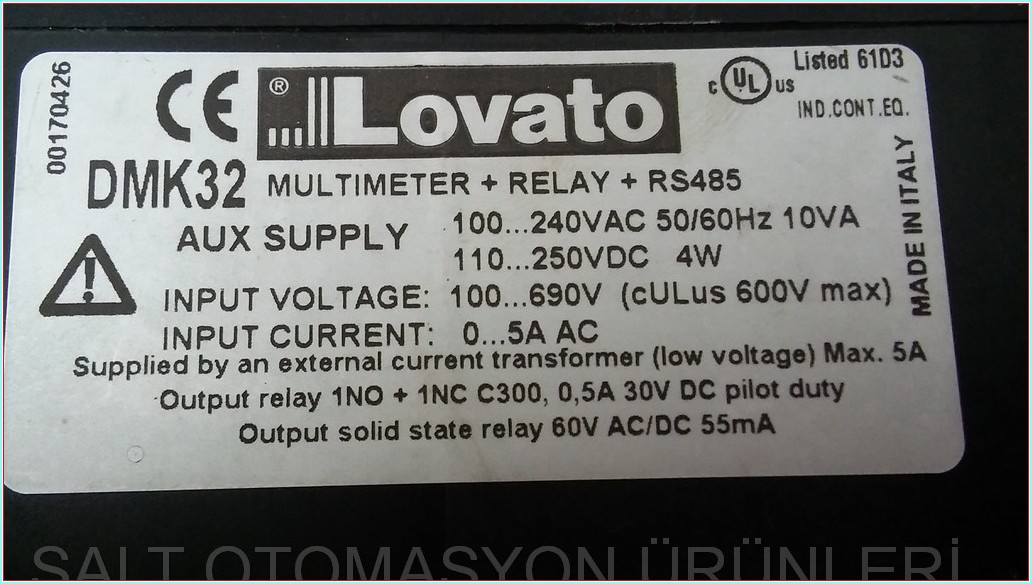 00170426
CE ® Lovato
c UL us
Listed 61D3
IND.CONT.EQ.
DMK32 MULTIMETER + RELAY + RS485
MADE IN ITALY
AUX SUPPLY 100...240VAC 50/60Hz 10VA
110...250VDC 4W
INPUT VOLTAGE: 100...690V (cULus 600V max)
INPUT CURRENT: 0...5A AC
Supplied by an external current transformer (low voltage) Max. 5A
Output relay 1NO + 1NC C300, 0,5A 30V DC pilot duty
Output solid state relay 60V AC/DC 55mA
SALT OTOMASYON ÜRÜNLERİ